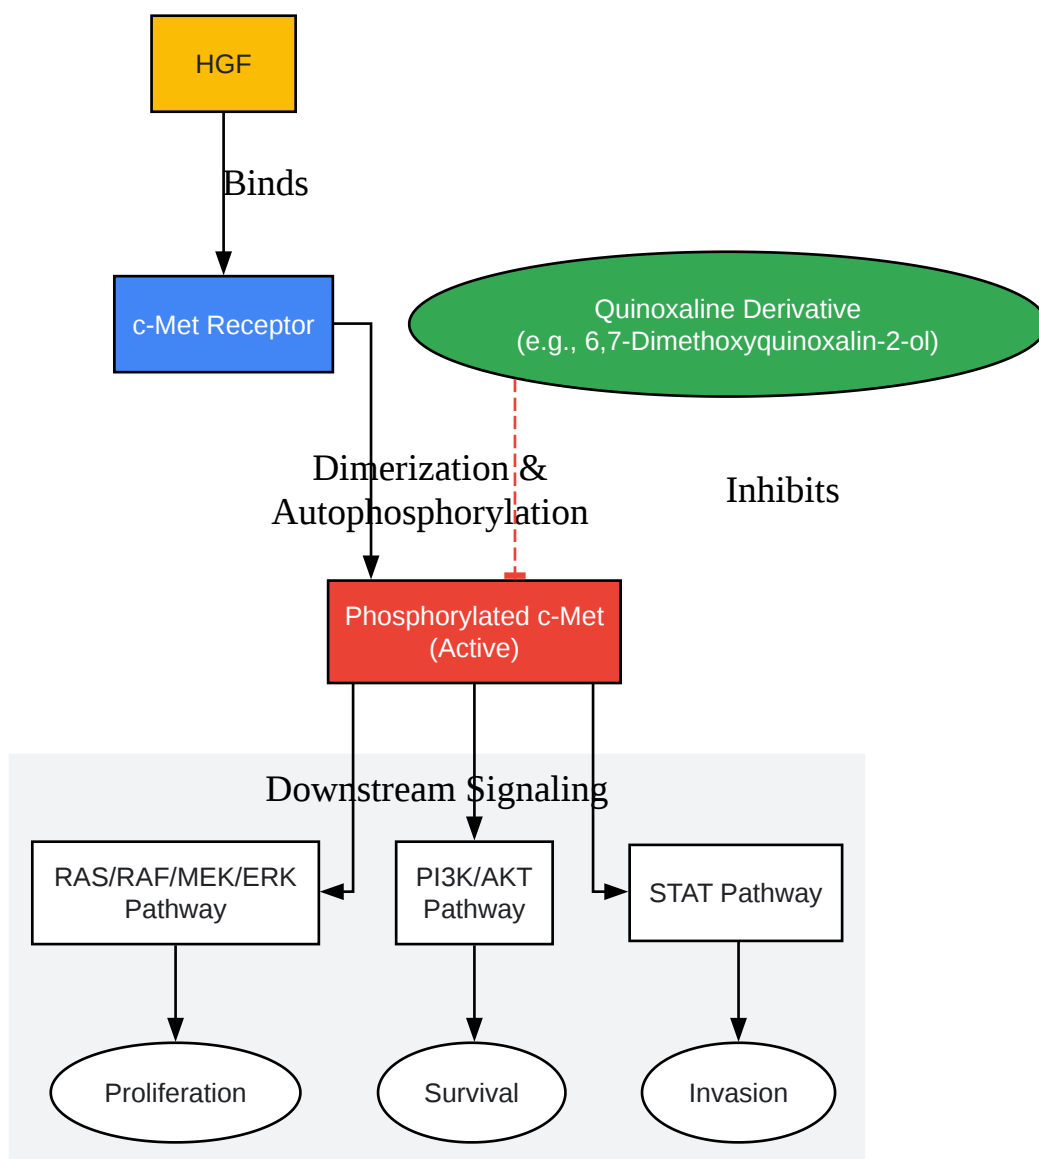 HGF
Binds
c-Met Receptor
Quinoxaline Derivative
(e.g., 6,7-Dimethoxyquinoxalin-2-ol)
Dimerization &
Autophosphorylation
Inhibits
Phosphorylated c-Met
(Active)
Downstream Signaling
RAS/RAF/MEK/ERK
Pathway
PI3K/AKT
Pathway
STAT Pathway
Proliferation
Survival
Invasion